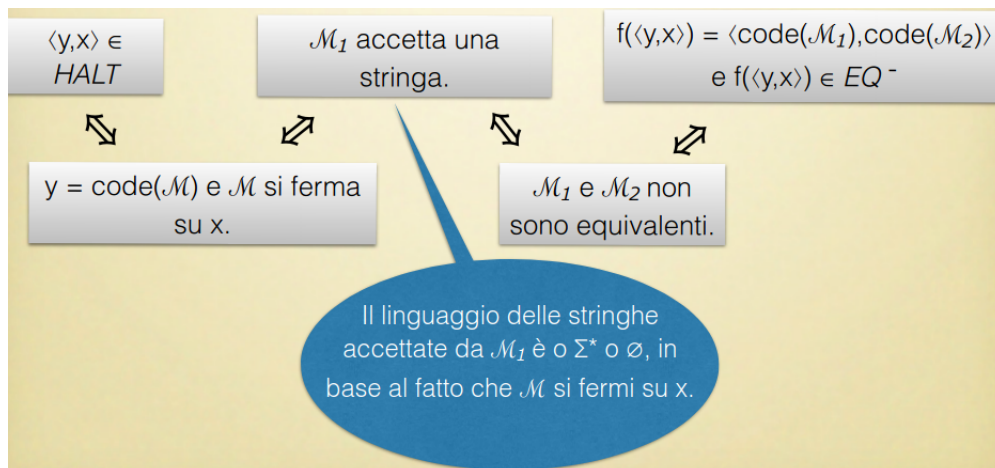 ⟨y,x⟩ ∈
HALT
y = code(ℳ) e ℳ si ferma
su x.
ℳ₁ accetta una
stringa.
ℳ₁ e ℳ₂ non
sono equivalenti.
f(⟨y,x⟩) = ⟨code(ℳ₁),code(ℳ₂)⟩
e f(⟨y,x⟩) ∈ EQ⁻
Il linguaggio delle stringhe
accettate da ℳ₁ è o Σ* o ∅, in
base al fatto che ℳ si fermi su x.